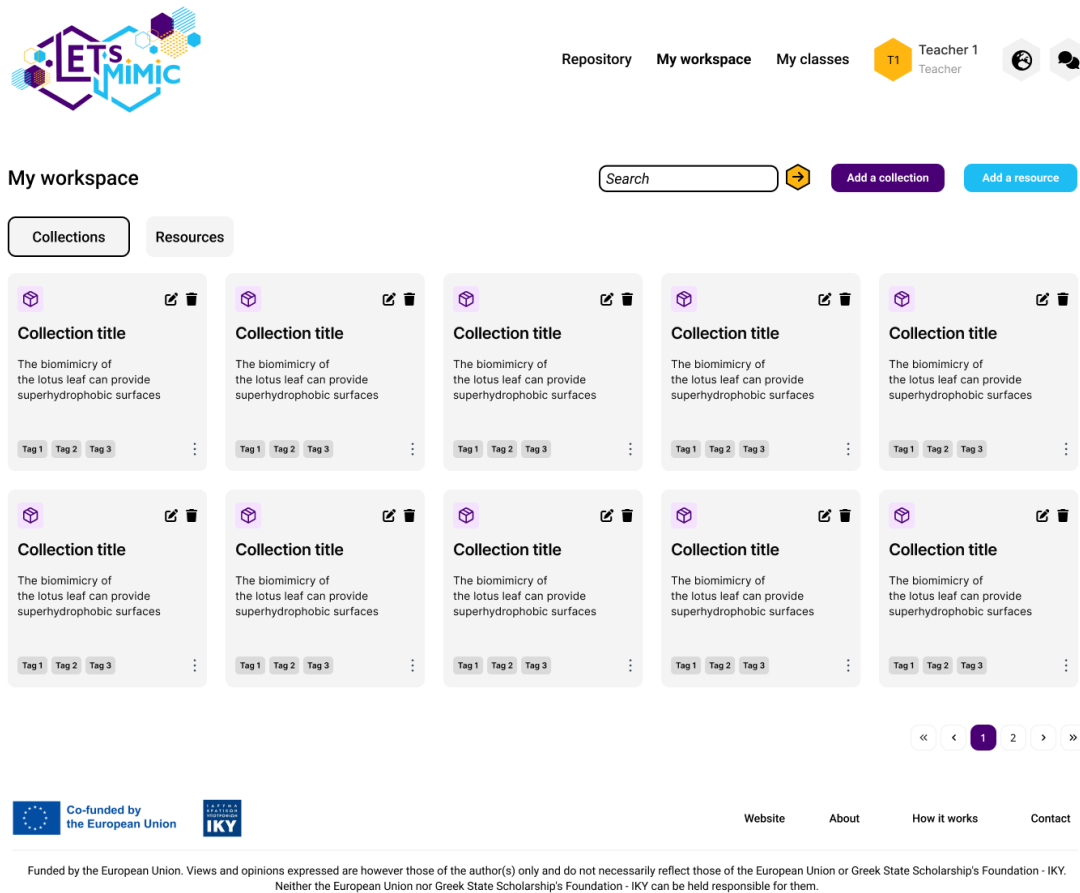 LET'S
MIMIC
Repository
My workspace
My classes
T1
Teacher 1
Teacher
My workspace
Search
Add a collection
Add a resource
Collections
Resources
Collection title
The biomimicry of
the lotus leaf can provide
superhydrophobic surfaces
Tag 1 Tag 2 Tag 3
Collection title
The biomimicry of
the lotus leaf can provide
superhydrophobic surfaces
Tag 1 Tag 2 Tag 3
Collection title
The biomimicry of
the lotus leaf can provide
superhydrophobic surfaces
Tag 1 Tag 2 Tag 3
Collection title
The biomimicry of
the lotus leaf can provide
superhydrophobic surfaces
Tag 1 Tag 2 Tag 3
Collection title
The biomimicry of
the lotus leaf can provide
superhydrophobic surfaces
Tag 1 Tag 2 Tag 3
Collection title
The biomimicry of
the lotus leaf can provide
superhydrophobic surfaces
Tag 1 Tag 2 Tag 3
Collection title
The biomimicry of
the lotus leaf can provide
superhydrophobic surfaces
Tag 1 Tag 2 Tag 3
Collection title
The biomimicry of
the lotus leaf can provide
superhydrophobic surfaces
Tag 1 Tag 2 Tag 3
Collection title
The biomimicry of
the lotus leaf can provide
superhydrophobic surfaces
Tag 1 Tag 2 Tag 3
Collection title
The biomimicry of
the lotus leaf can provide
superhydrophobic surfaces
Tag 1 Tag 2 Tag 3
« ‹ 1 2 › »
Co-funded by
the European Union
ΙΔΡΥΜΑ
ΚΡΑΤΙΚΩΝ
ΥΠΟΤΡΟΦΙΩΝ
IKY
Website
About
How it works
Contact
Funded by the European Union. Views and opinions expressed are however those of the author(s) only and do not necessarily reflect those of the European Union or Greek State Scholarship's Foundation - IKY.
Neither the European Union nor Greek State Scholarship's Foundation - IKY can be held responsible for them.